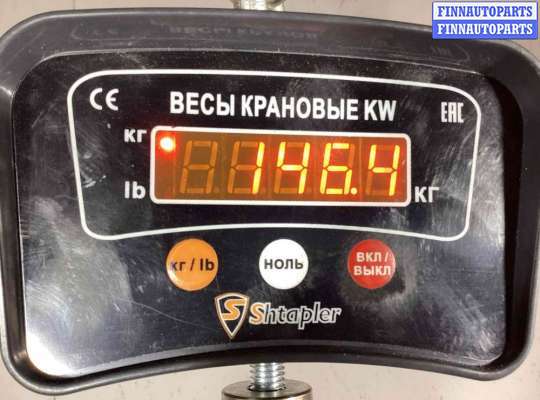 FINNAUTOPARTS
FINNAUTOPARTS
CE
ВЕСЫ КРАНОВЫЕ KW
EAC
кг
146.4
lb
кг
кг / lb
НОЛЬ
ВКЛ /
ВЫКЛ
S Shtapler